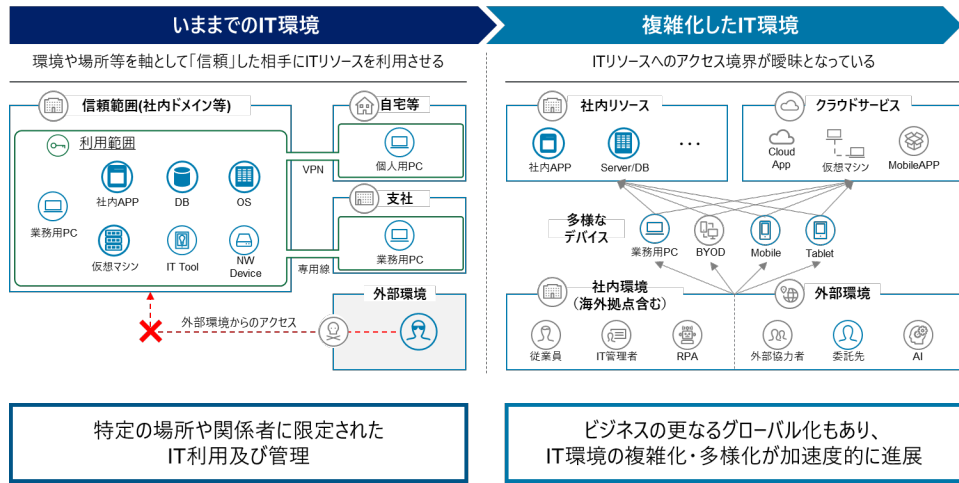 いままでのIT環境
環境や場所等を軸として「信頼」した相手にITリソースを利用させる
信頼範囲(社内ドメイン等)
利用範囲
業務用PC
社内APP
DB
OS
仮想マシン
IT Tool
NW
Device
VPN
専用線
自宅等
個人用PC
支社
業務用PC
外部環境
外部環境からのアクセス
特定の場所や関係者に限定された
IT利用及び管理
複雑化したIT環境
ITリソースへのアクセス境界が曖昧となっている
社内リソース
社内APP
Server/DB
…
クラウドサービス
Cloud
App
仮想マシン
MobileAPP
多様な
デバイス
業務用PC
BYOD
Mobile
Tablet
社内環境
（海外拠点含む）
従業員
IT管理者
RPA
外部環境
外部協力者
委託先
AI
ビジネスの更なるグローバル化もあり、
IT環境の複雑化・多様化が加速度的に進展